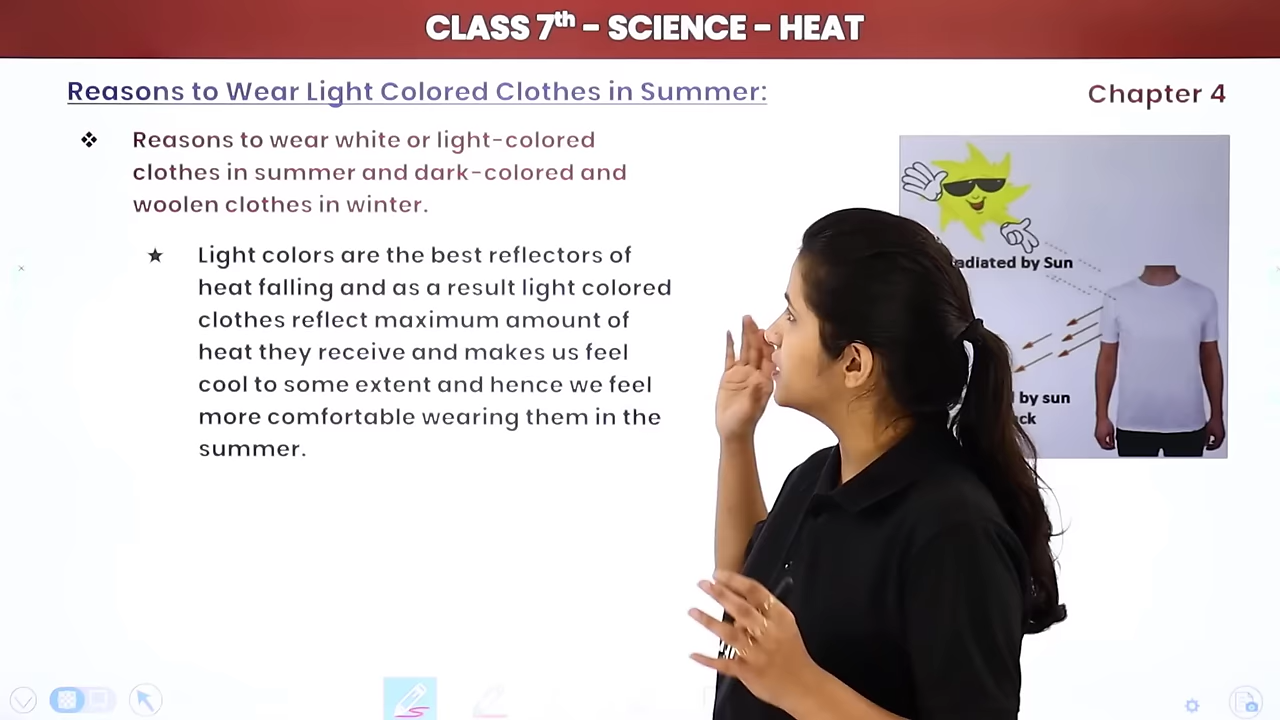 CLASS 7th - SCIENCE - HEAT
Reasons to Wear Light Colored Clothes in Summer:
Chapter 4
❖ Reasons to wear white or light-colored
clothes in summer and dark-colored and
woolen clothes in winter.
★ Light colors are the best reflectors of
heat falling and as a result light colored
clothes reflect maximum amount of
heat they receive and makes us feel
cool to some extent and hence we feel
more comfortable wearing them in the
summer.
by Sun
by sun